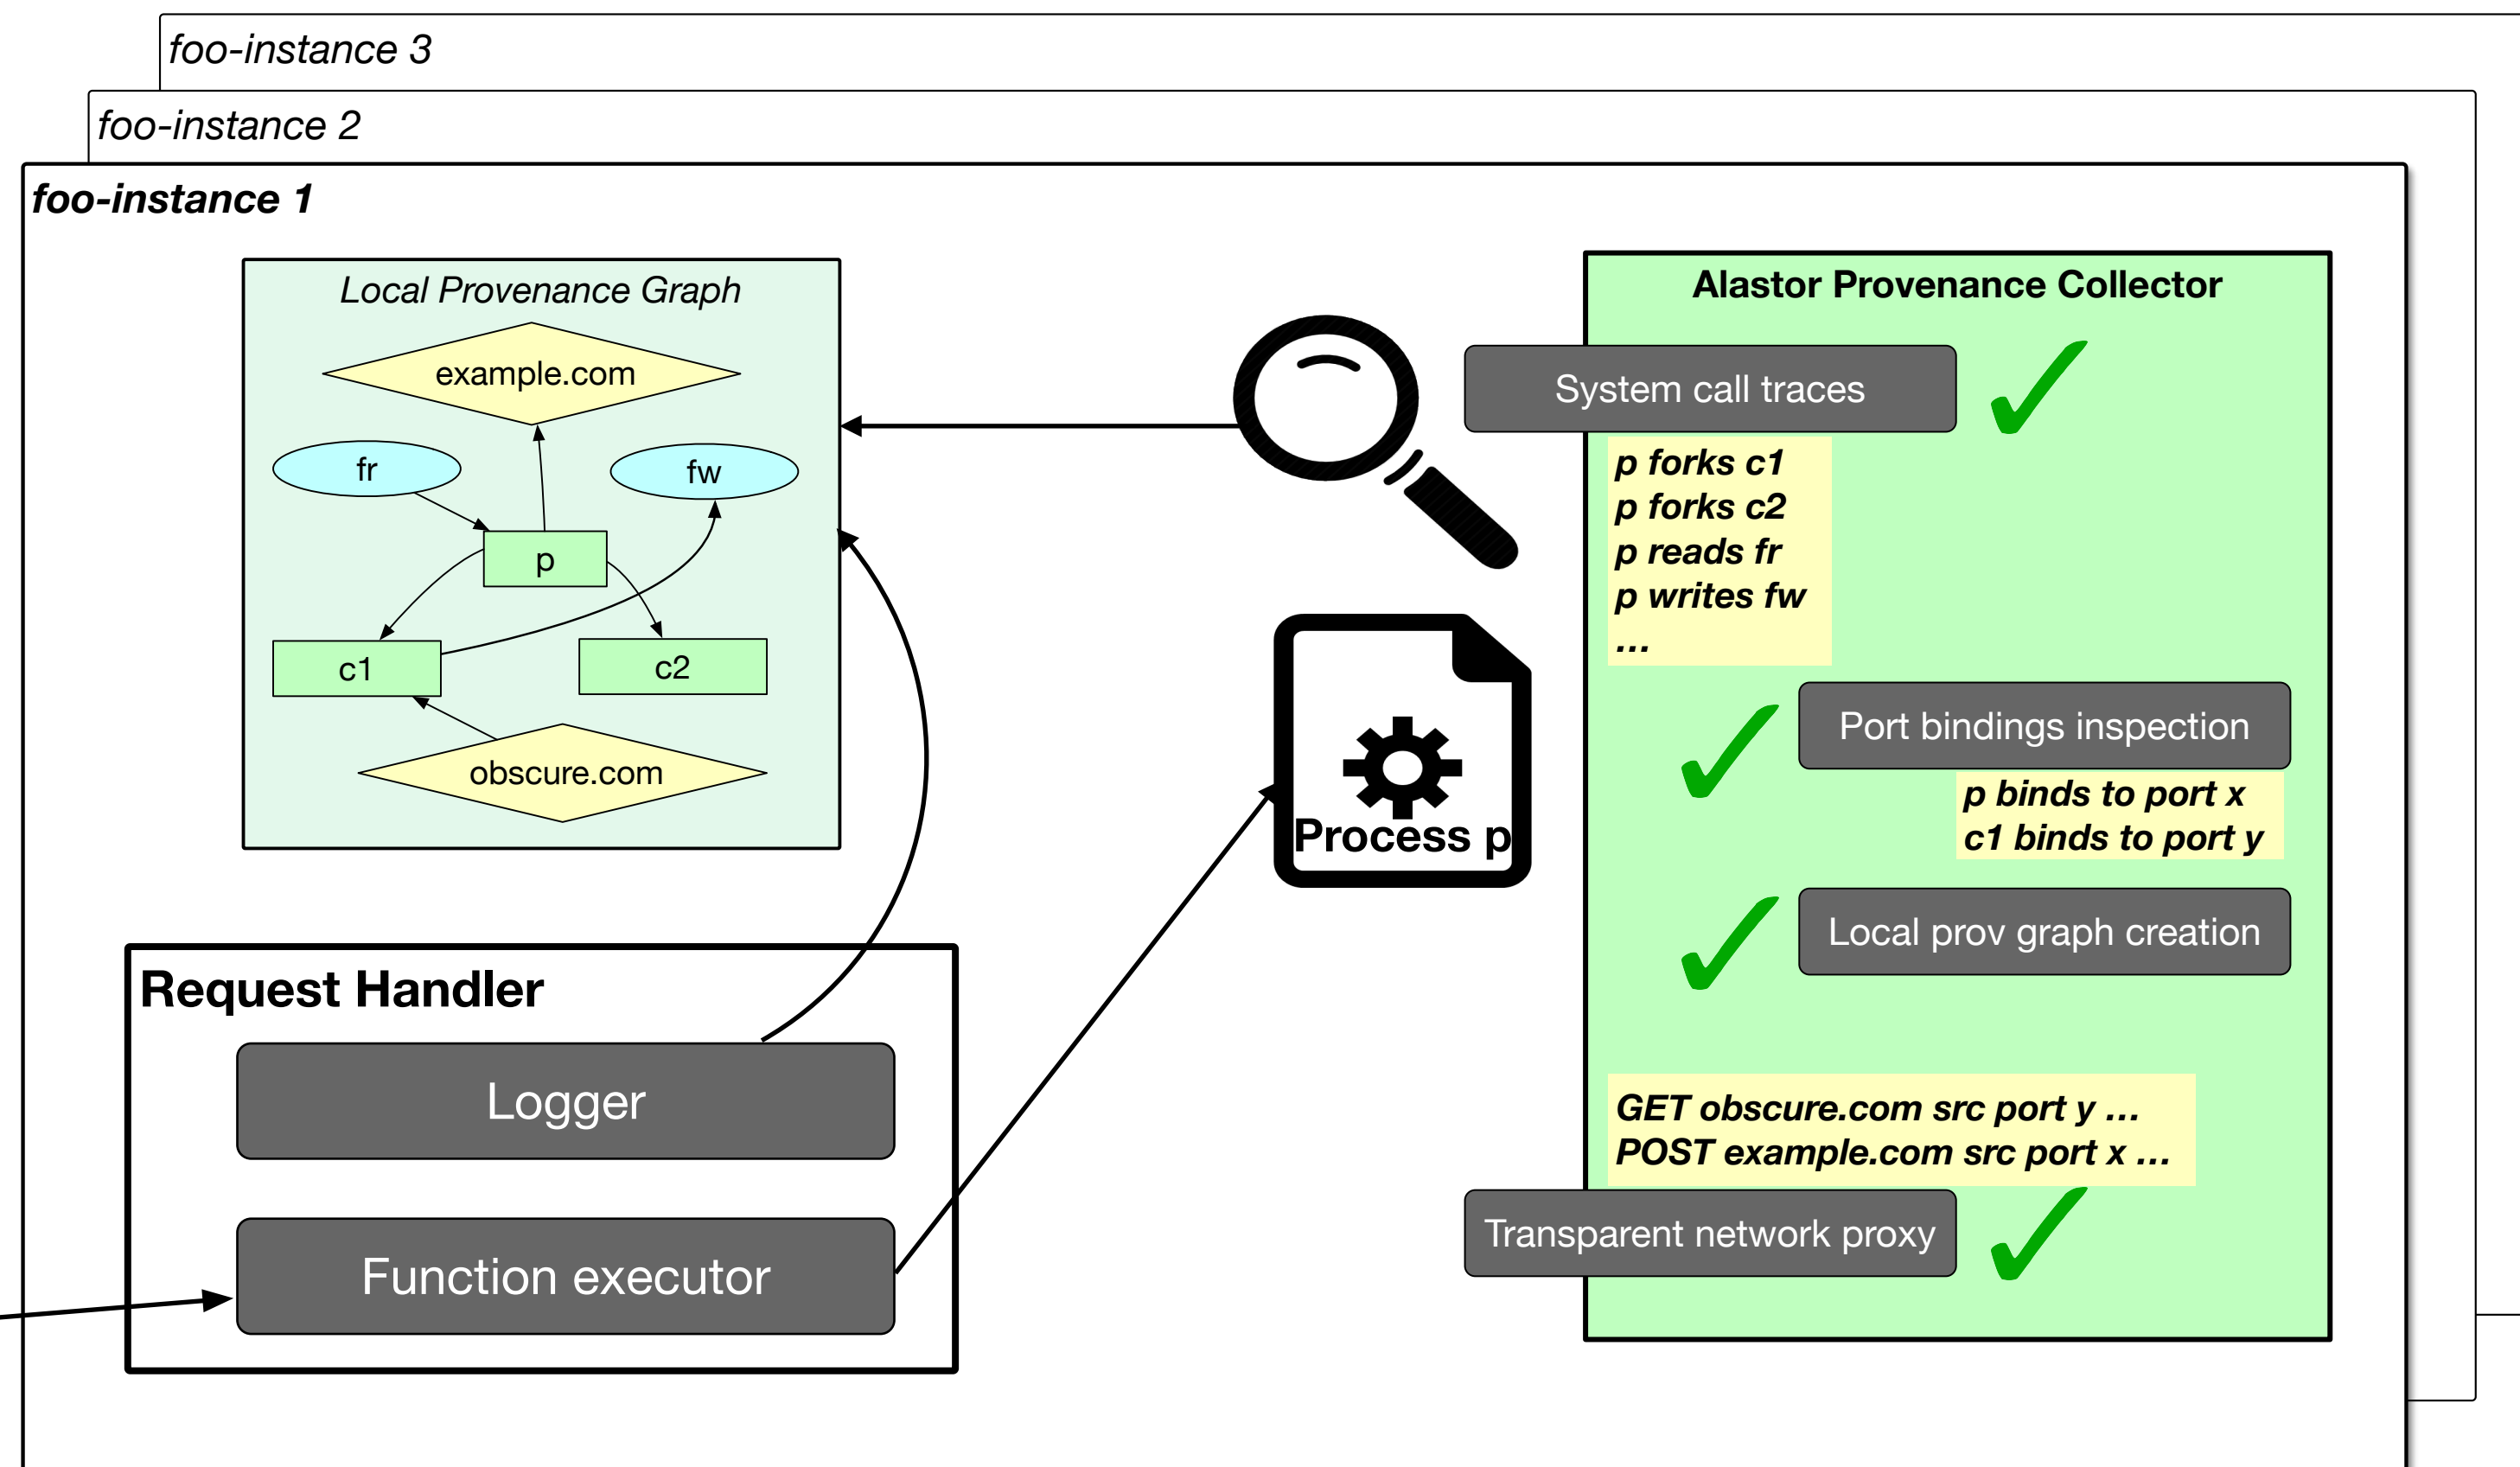 foo-instance 3
foo-instance 2
foo-instance 1
Local Provenance Graph
example.com
fr
fw
p
c1
c2
obscure.com
Request Handler
Logger
Function executor
Process p
Alastor Provenance Collector
System call traces
p forks c1
p forks c2
p reads fr
p writes fw
...
Port bindings inspection
p binds to port x
c1 binds to port y
Local prov graph creation
GET obscure.com src port y ...
POST example.com src port x ...
Transparent network proxy